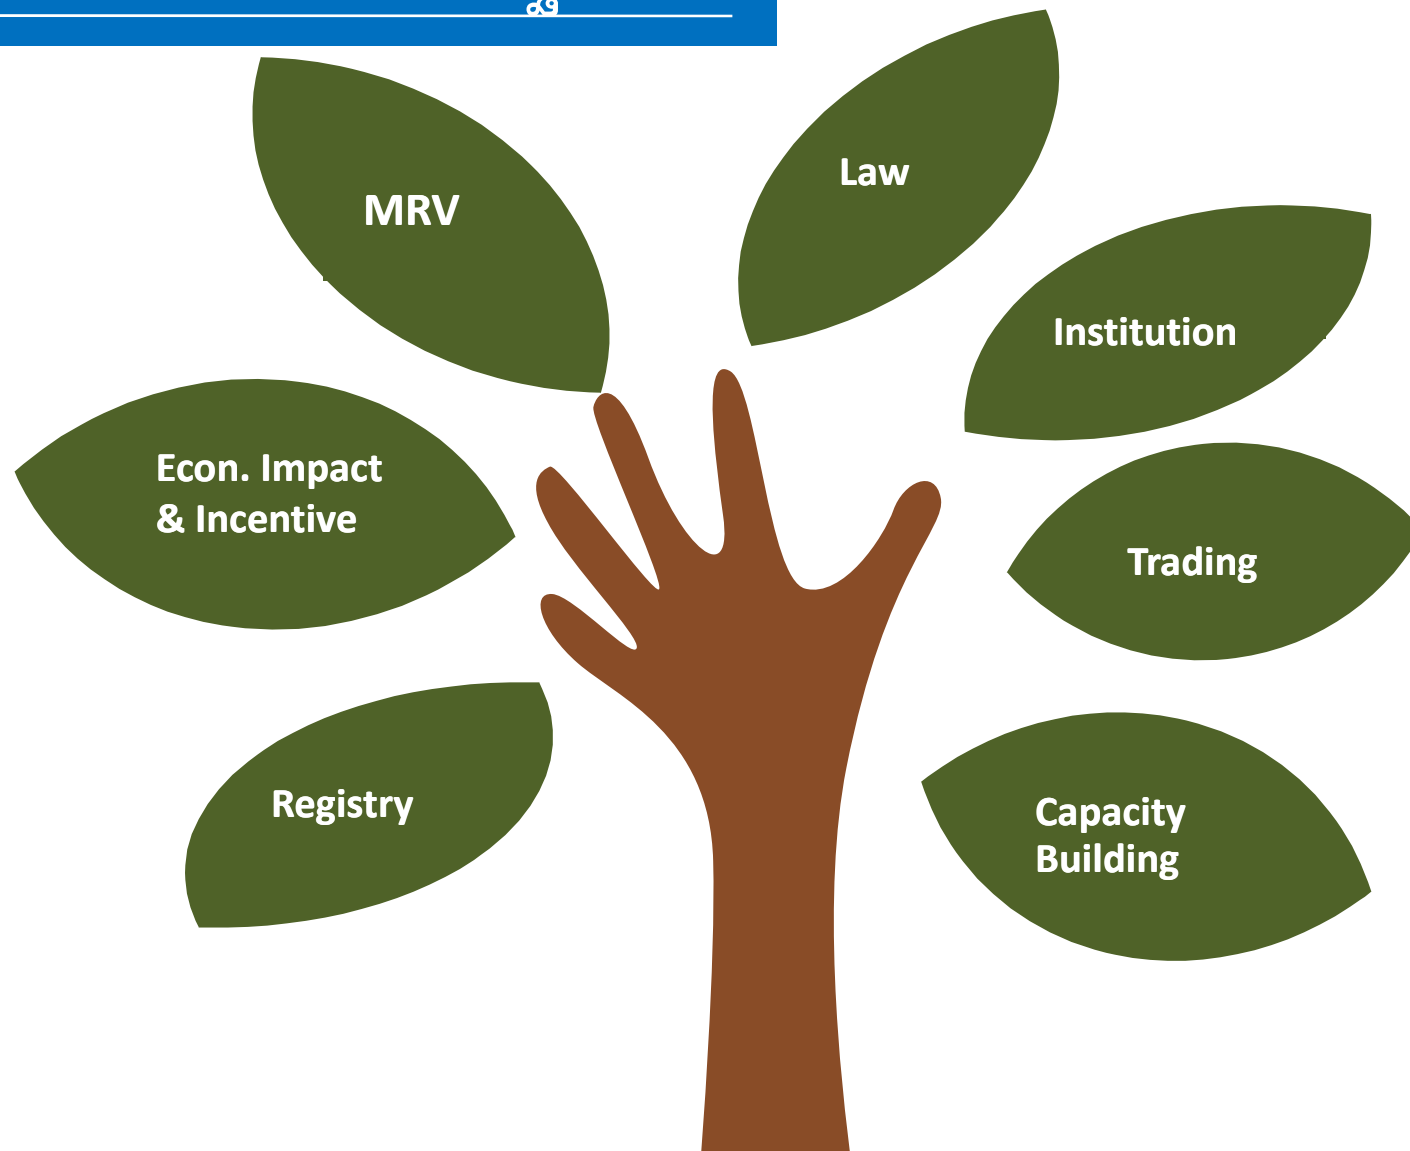 MRV
Law
Institution
Econ. Impact
& Incentive
Trading
Registry
Capacity
Building